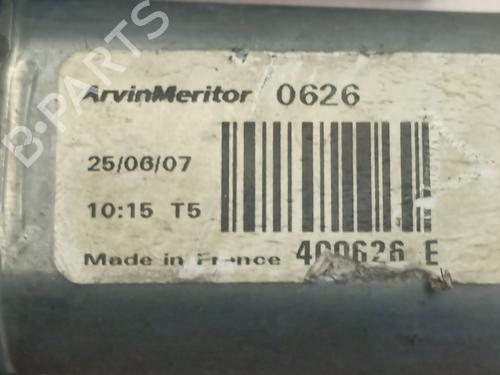 ArvinMeritor 0626
25/06/07
10:15 T5
Made in France 400626 E
B-PARTS